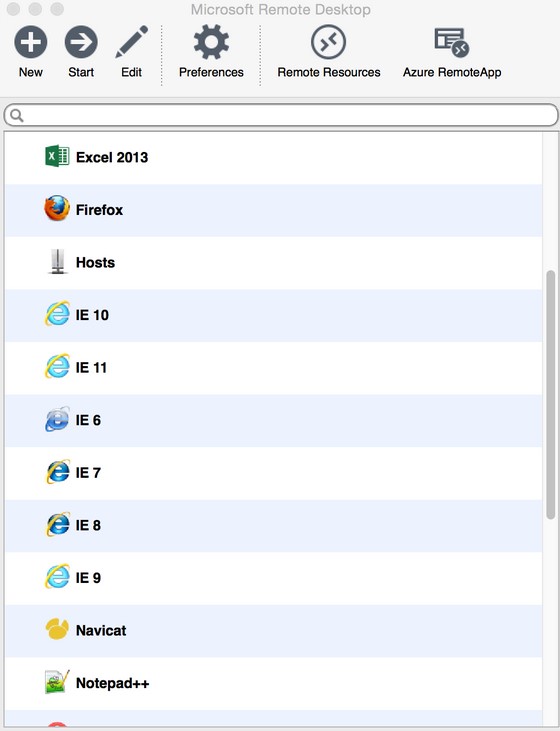 Microsoft Remote Desktop
New Start Edit Preferences Remote Resources Azure RemoteApp
Excel 2013
Firefox
Hosts
IE 10
IE 11
IE 6
IE 7
IE 8
IE 9
Navicat
Notepad++